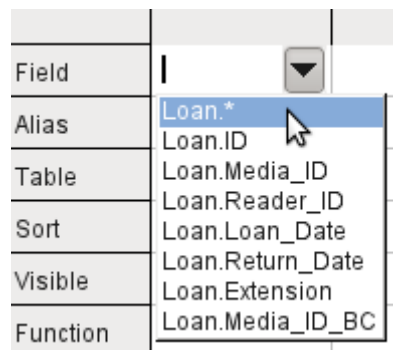 Field
Alias
Table
Sort
Visible
Function
Loan.*
Loan.ID
Loan.Media_ID
Loan.Reader_ID
Loan.Loan_Date
Loan.Return_Date
Loan.Extension
Loan.Media_ID_BC